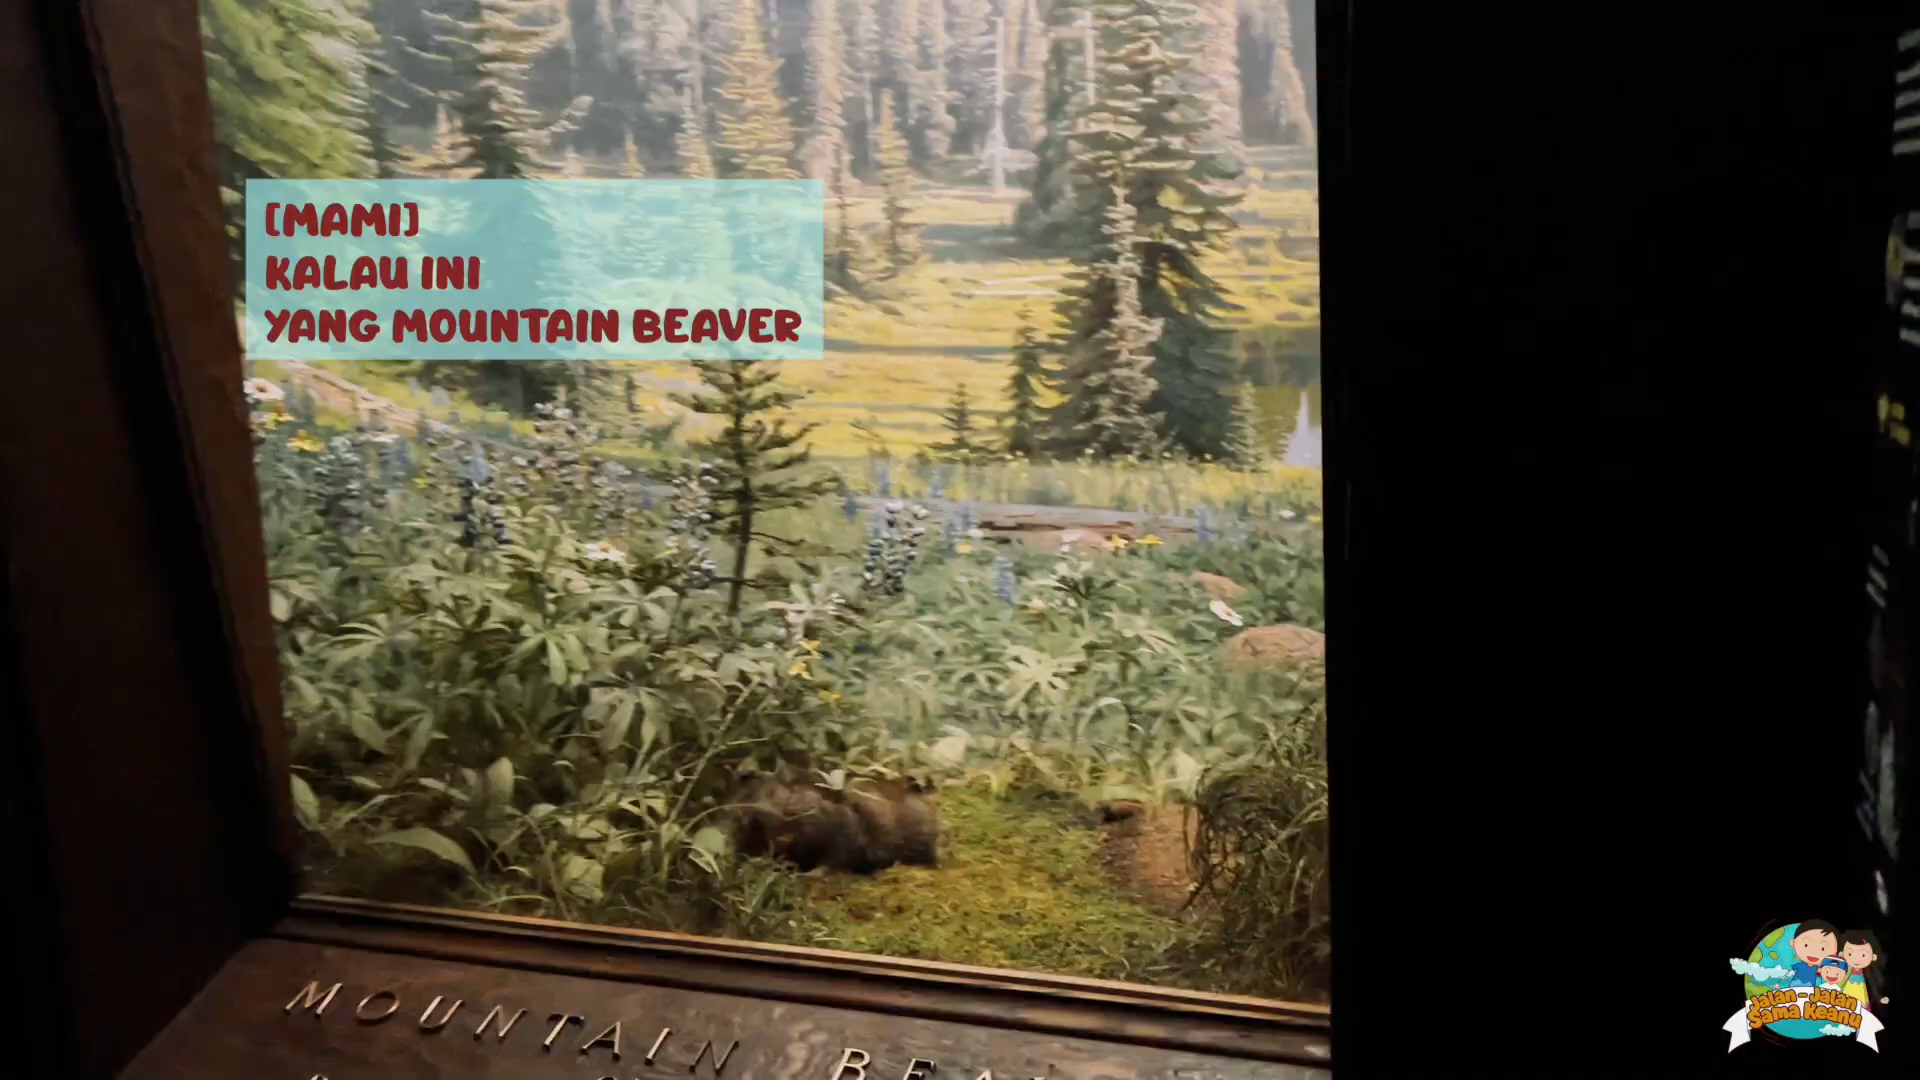 [MAMI]
KALAU INI
YANG MOUNTAIN BEAVER
MOUNTAIN
Jalan-Jalan
Sama Keanu